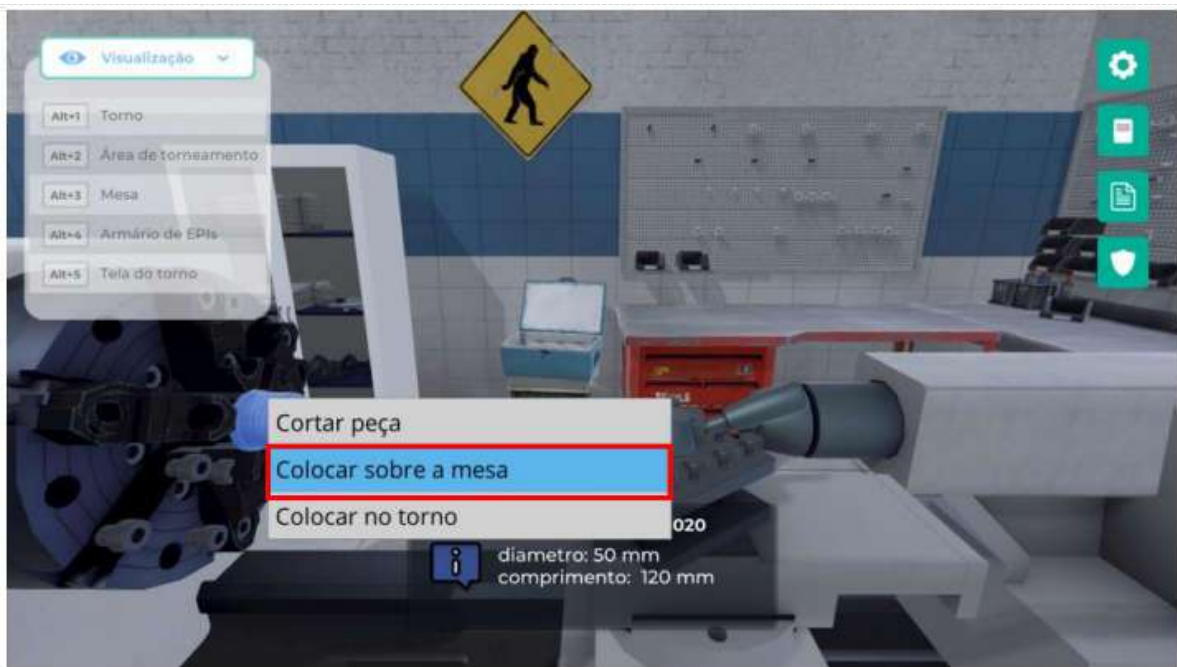 Visualização
Alt+1 Torno
Alt+2 Área de torneamento
Alt+3 Mesa
Alt+4 Armário de EPIs
Alt+5 Tela do torno
Cortar peça
Colocar sobre a mesa
Colocar no torno
020
diametro: 50 mm
comprimento: 120 mm